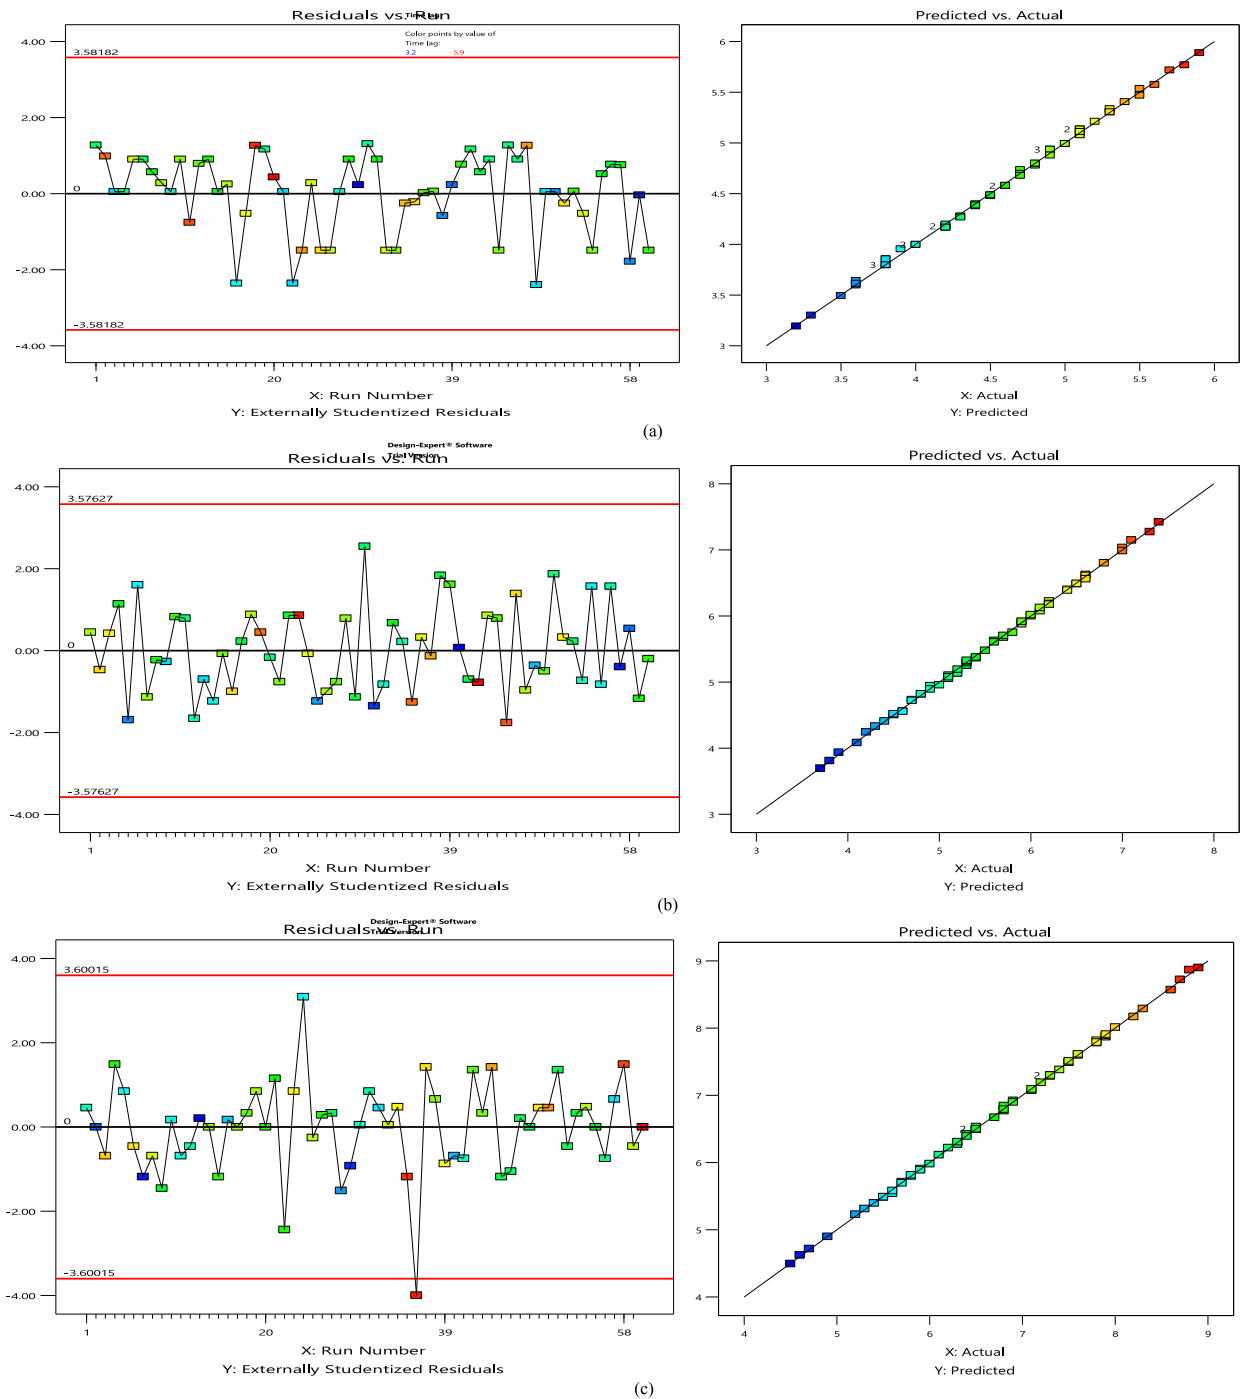 Residuals vs. Run
Time lag:
Color points by value of
Time lag:
3.2 5.9
4.00
3.58182
2.00
0
0.00
-2.00
-3.58182
-4.00
1 20 39 58
X: Run Number
Y: Externally Studentized Residuals
Predicted vs. Actual
6
5.5
2
5
3
4.5
2
2
4
2
3
3.5
3
3 3.5 4 4.5 5 5.5 6
X: Actual
Y: Predicted
(a)
Design-Expert® Software
Trial Version
Residuals vs. Run
4.00
3.57627
2.00
0
0.00
-2.00
-3.57627
-4.00
1 20 39 58
X: Run Number
Y: Externally Studentized Residuals
Predicted vs. Actual
8
7
6
5
4
3
3 4 5 6 7 8
X: Actual
Y: Predicted
(b)
Design-Expert® Software
Trial Version
Residuals vs. Run
4.00
3.60015
2.00
0
0.00
-2.00
-3.60015
-4.00
1 20 39 58
X: Run Number
Y: Externally Studentized Residuals
Predicted vs. Actual
9
8
2
7
2
6
5
4
4 5 6 7 8 9
X: Actual
Y: Predicted
(c)